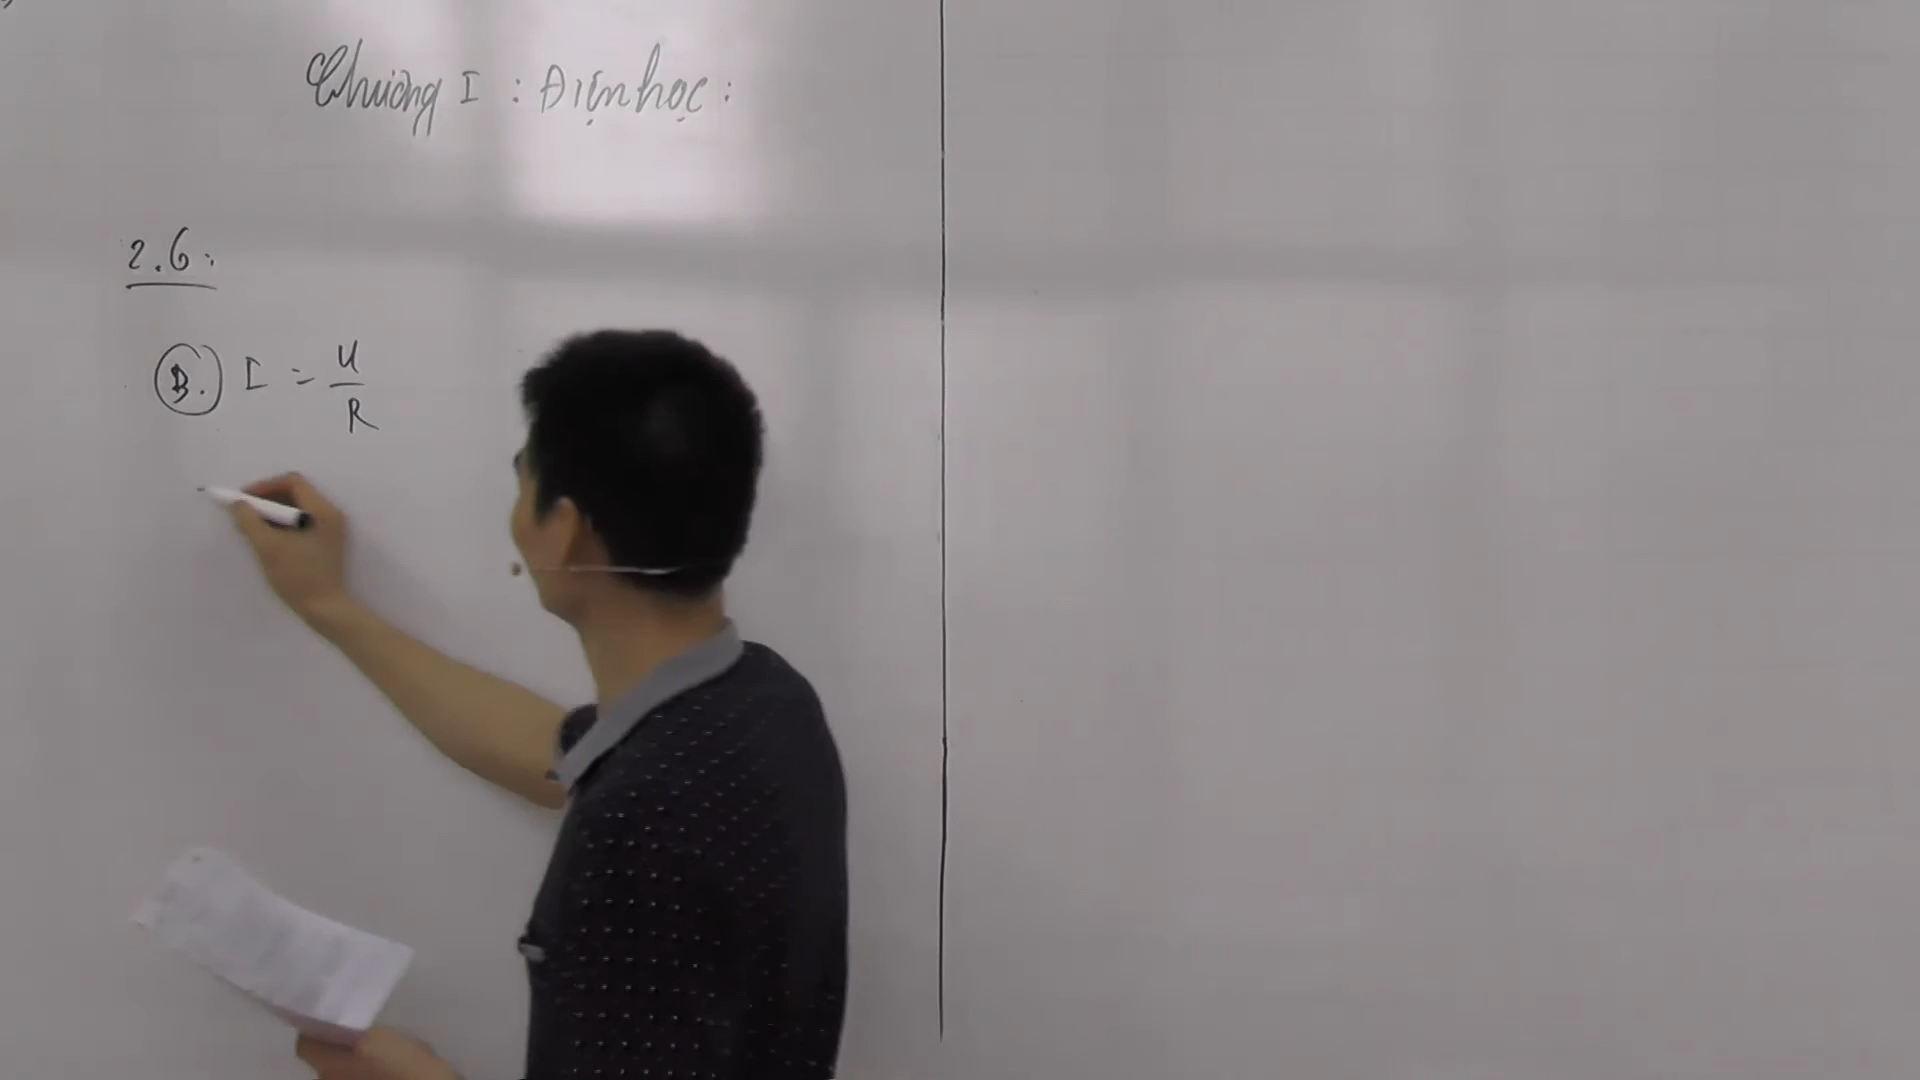 Chương I : Điện học :
2.6 :
B. I = U / R